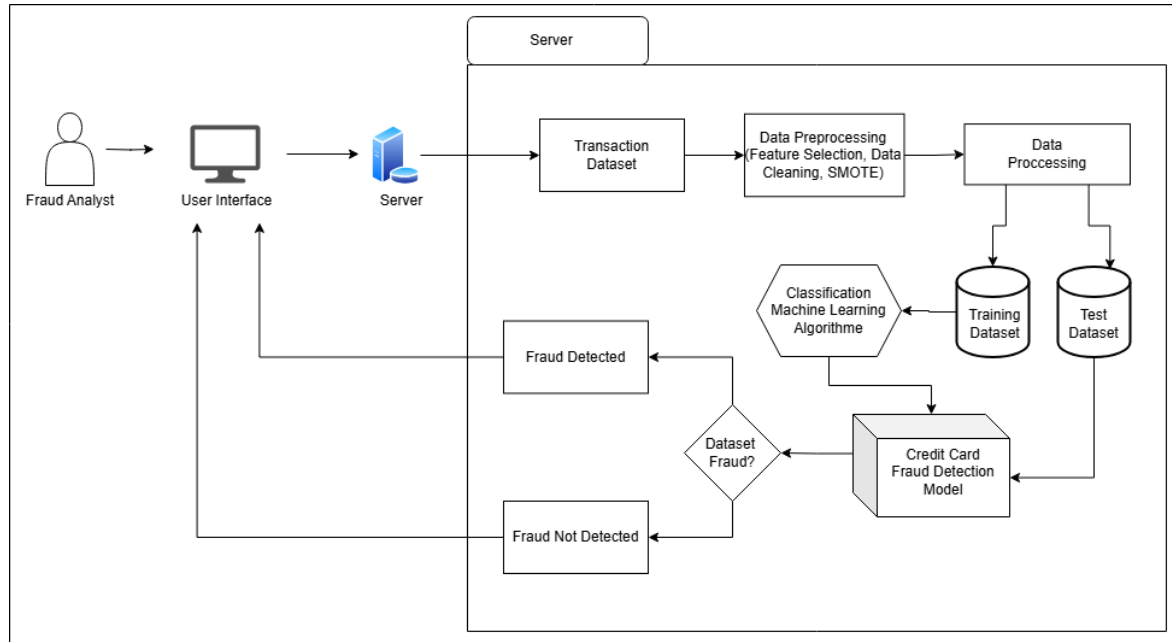 Server
Fraud Analyst
User Interface
Server
Transaction
Dataset
Data Preprocessing
(Feature Selection, Data
Cleaning, SMOTE)
Data
Proccessing
Training
Dataset
Test
Dataset
Classification
Machine Learning
Algorithme
Credit Card
Fraud Detection
Model
Dataset
Fraud?
Fraud Detected
Fraud Not Detected